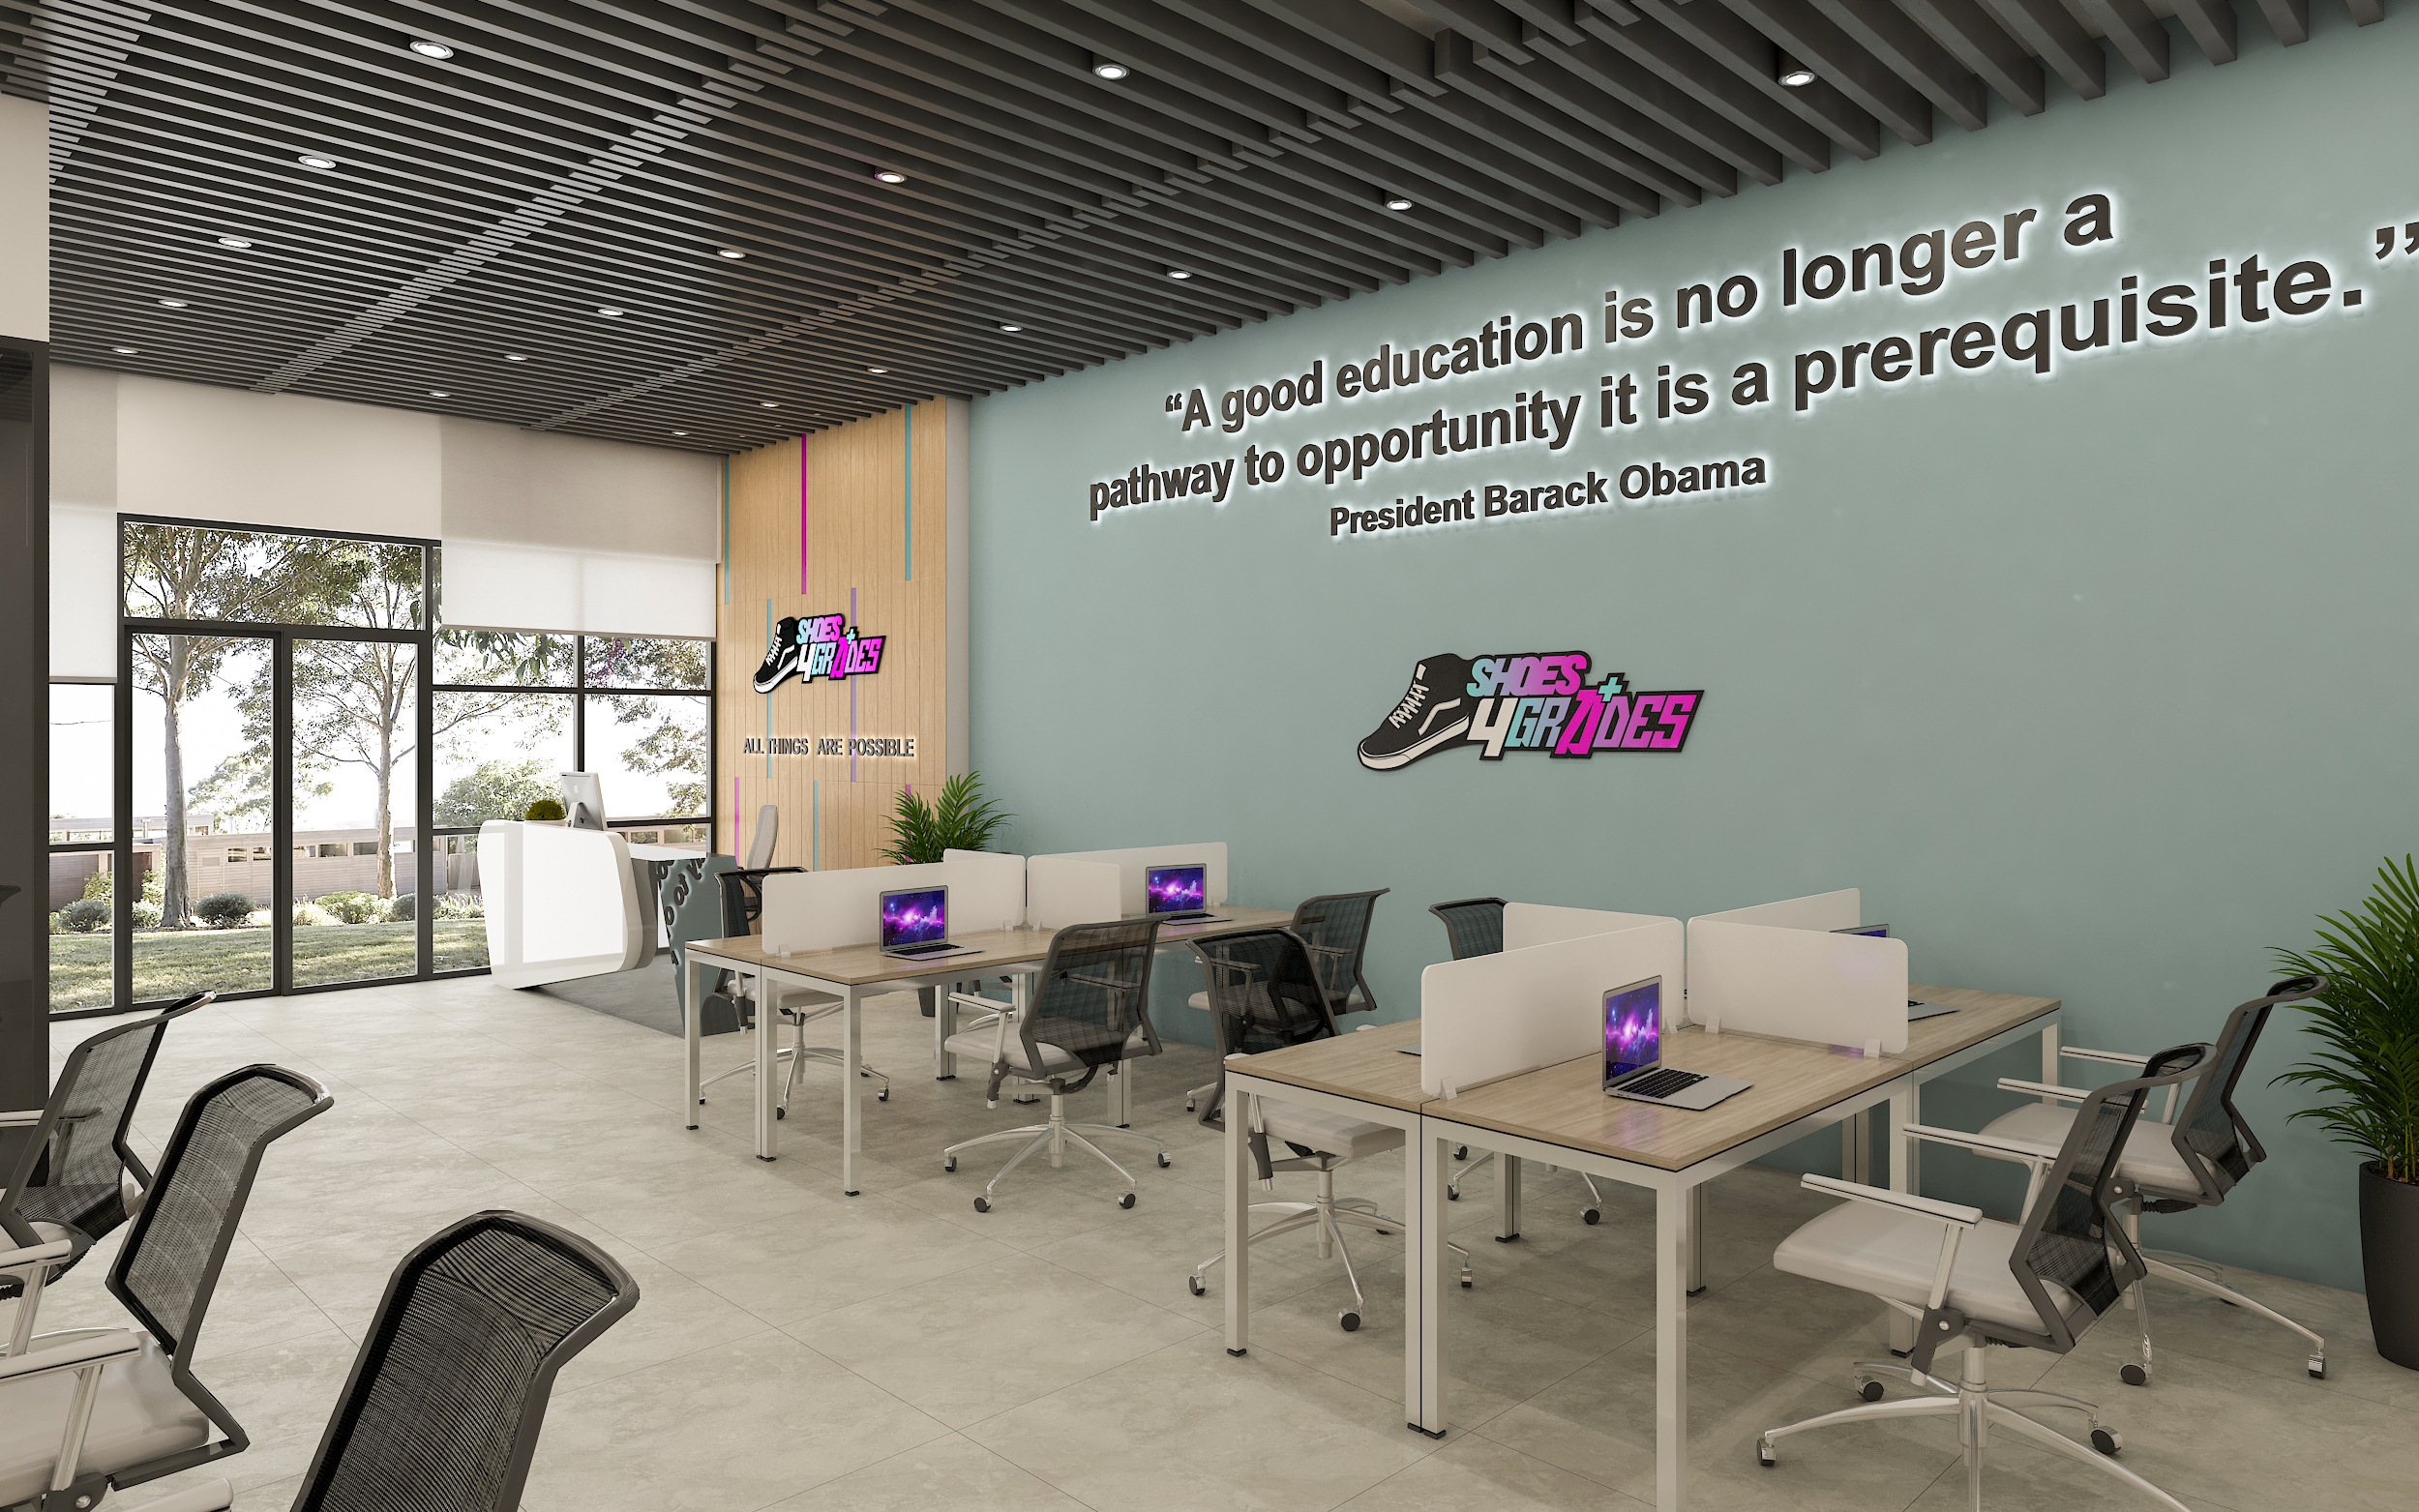 “A good education is no longer a
pathway to opportunity it is a prerequisite.”
President Barack Obama
SHOES
4GRADES
+
ALL THINGS ARE POSSIBLE
SHOES
4GRADES
+